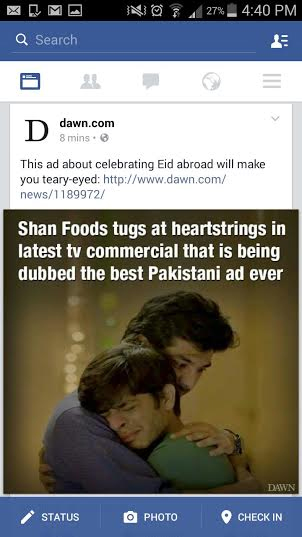 27% 4:40 PM
Search
dawn.com
8 mins •
This ad about celebrating Eid abroad will make
you teary-eyed: http://www.dawn.com/
news/1189972/
Shan Foods tugs at heartstrings in
latest tv commercial that is being
dubbed the best Pakistani ad ever
DAWN
STATUS
PHOTO
CHECK IN